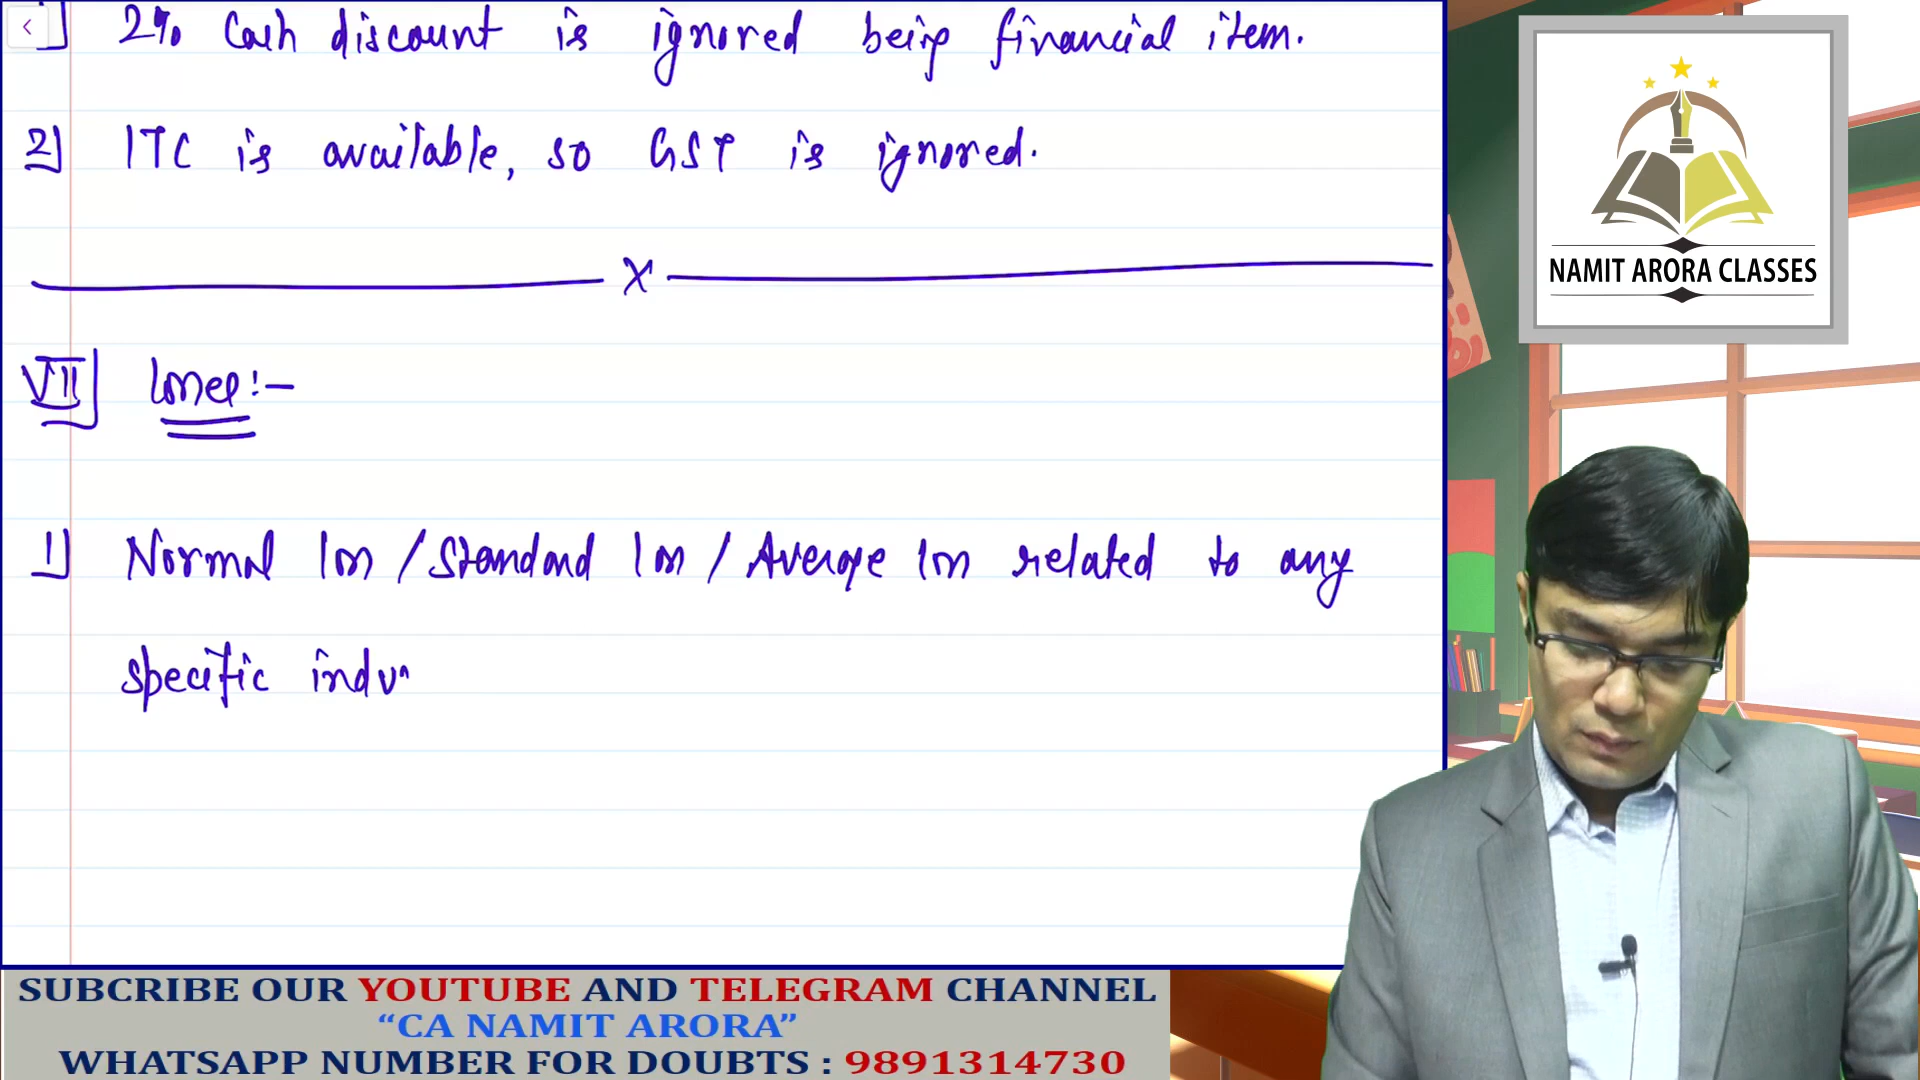 1] 2% Cash discount is ignored being financial item.
2] ITC is available, so GST is ignored.
X
VII] Losses:-
1] Normal loss / Standard loss / Average loss related to any
specific indus
NAMIT ARORA CLASSES
SUBCRIBE OUR YOUTUBE AND TELEGRAM CHANNEL
“CA NAMIT ARORA”
WHATSAPP NUMBER FOR DOUBTS : 9891314730